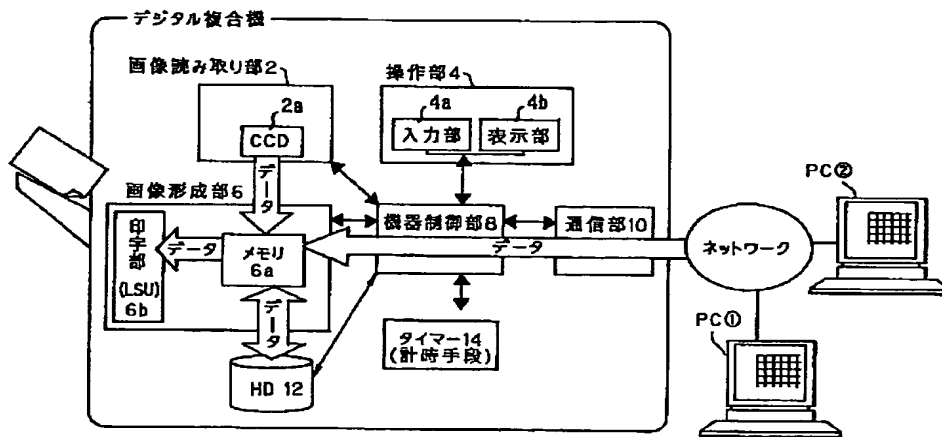 デジタル複合機
画像読み取り部2
2a
CCD
データ
操作部4
4a
4b
入力部
表示部
画像形成部6
印字部
(LSU)
6b
データ
メモリ
6a
データ
HD 12
機器制御部8
データ
通信部10
タイマー14
(計時手段)
ネットワーク
PC②
PC①